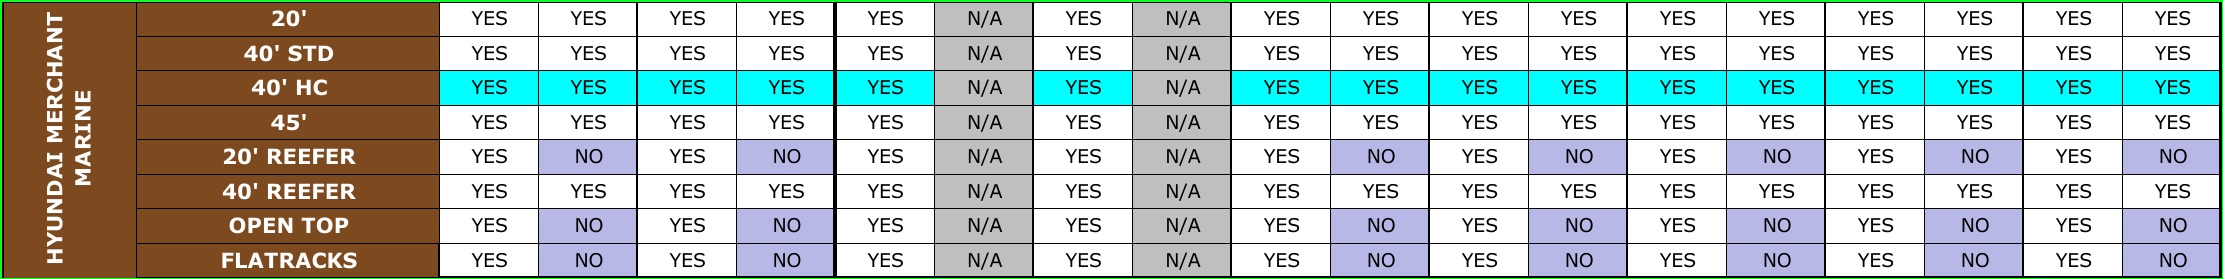 HYUNDAI MERCHANT
MARINE
20' YES YES YES YES YES N/A YES N/A YES YES YES YES YES YES YES YES YES YES
40' STD YES YES YES YES YES N/A YES N/A YES YES YES YES YES YES YES YES YES YES
40' HC YES YES YES YES YES N/A YES N/A YES YES YES YES YES YES YES YES YES YES
45' YES YES YES YES YES N/A YES N/A YES YES YES YES YES YES YES YES YES YES
20' REEFER YES NO YES NO YES N/A YES N/A YES NO YES NO YES NO YES NO YES NO
40' REEFER YES YES YES YES YES N/A YES N/A YES YES YES YES YES YES YES YES YES YES
OPEN TOP YES NO YES NO YES N/A YES N/A YES NO YES NO YES NO YES NO YES NO
FLATRACKS YES NO YES NO YES N/A YES N/A YES NO YES NO YES NO YES NO YES NO